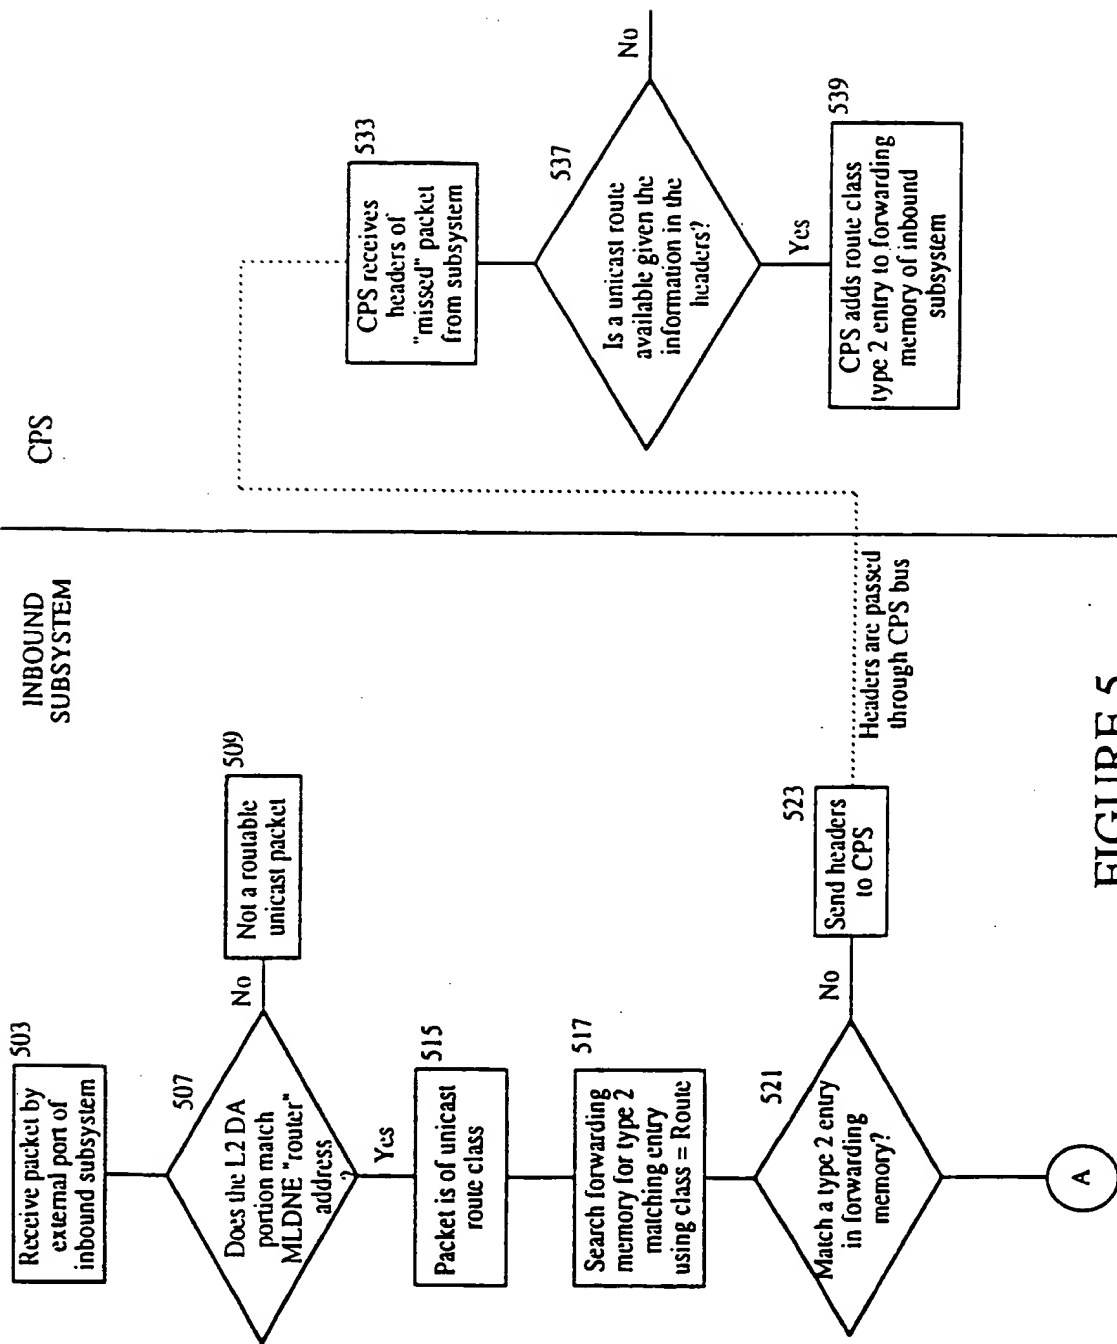 INBOUND
SUBSYSTEM
503
Receive packet by
external port of
inbound subsystem
507
Does the L2 DA
portion match
MLDNE "router"
address
?
No
509
Not a routable
unicast packet
Yes
515
Packet is of unicast
route class
517
Search forwarding
memory for type 2
matching entry
using class = Route
521
Match a type 2 entry
in forwarding
memory?
No
523
Send headers
to CPS
Headers are passed
through CPS bus
A
CPS
533
CPS receives
headers of
"missed" packet
from subsystem
537
Is a unicast route
available given the
information in the
headers?
No
Yes
539
CPS adds route class
type 2 entry to forwarding
memory of inbound
subsystem
FIGURE 5